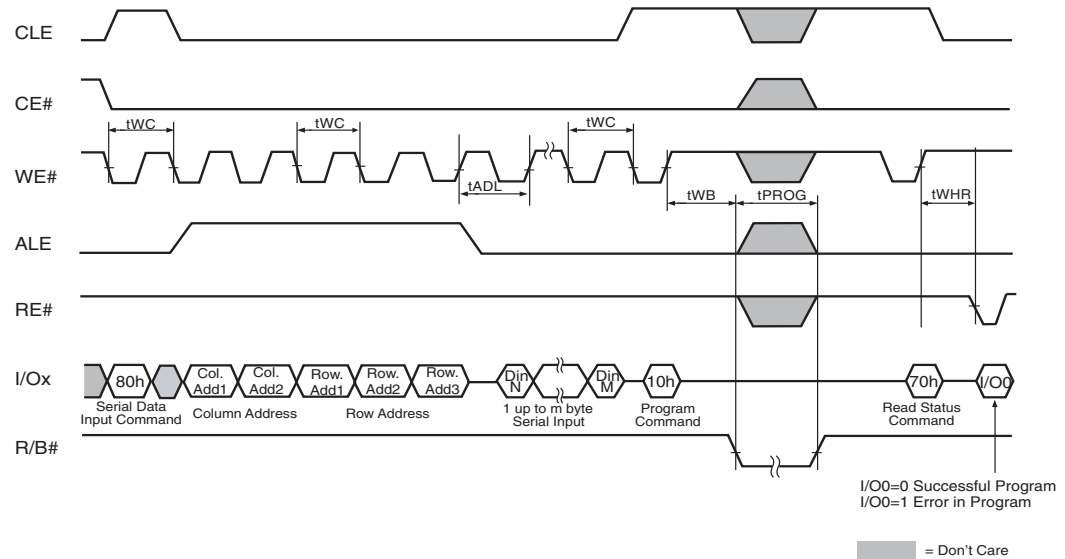 CLE
CE#
tWC
tWC
tWC
WE#
tADL
tWB
tPROG
tWHR
ALE
RE#
I/Ox
80h
Col.
Add1
Col.
Add2
Row.
Add1
Row.
Add2
Row.
Add3
Din
N
Din
M
10h
70h
I/O0
Serial Data
Input Command
Column Address
Row Address
1 up to m byte
Serial Input
Program
Command
Read Status
Command
R/B#
I/O0=0 Successful Program
I/O0=1 Error in Program
= Don't Care